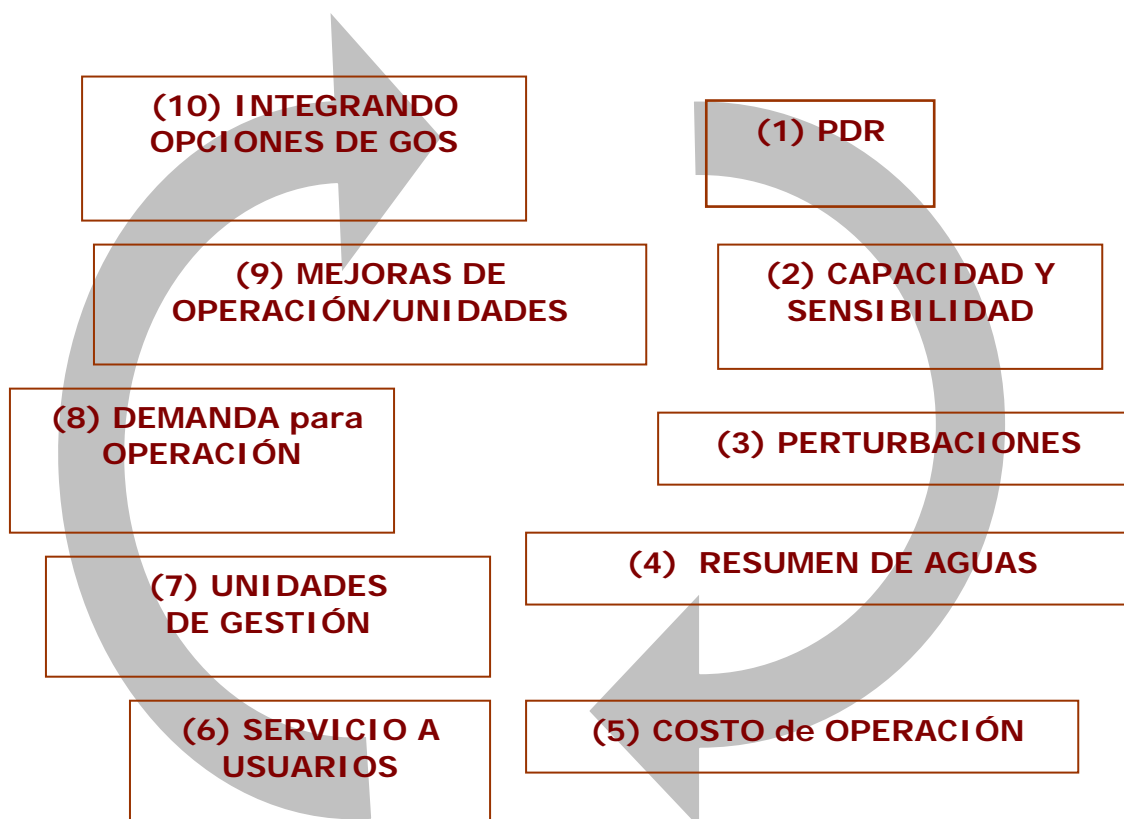 (1) PDR
(2) CAPACIDAD Y
SENSIBILIDAD
(3) PERTURBACIONES
(4) RESUMEN DE AGUAS
(5) COSTO de OPERACIÓN
(6) SERVICIO A
USUARIOS
(7) UNIDADES
DE GESTIÓN
(8) DEMANDA para
OPERACIÓN
(9) MEJORAS DE
OPERACIÓN/UNIDADES
(10) INTEGRANDO
OPCIONES DE GOS